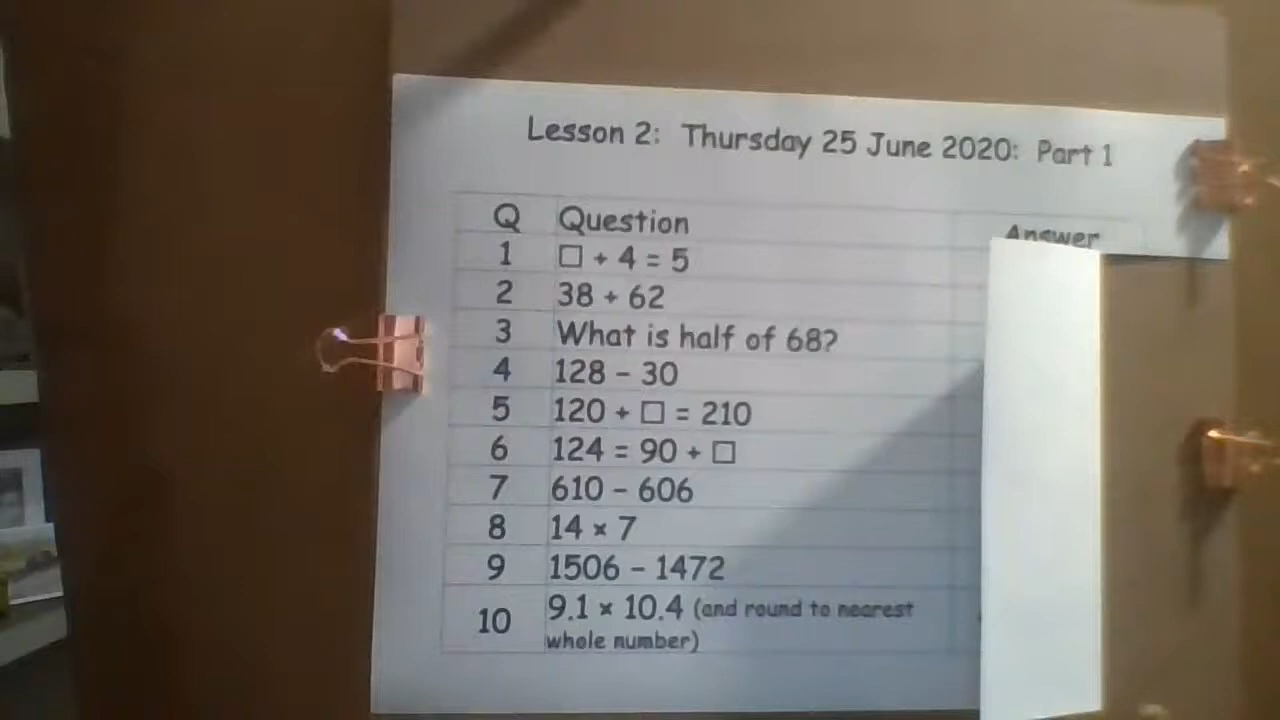 Lesson 2: Thursday 25 June 2020: Part 1
Q Question Answer
1 □ + 4 = 5
2 38 + 62
3 What is half of 68?
4 128 - 30
5 120 + □ = 210
6 124 = 90 + □
7 610 - 606
8 14 × 7
9 1506 - 1472
10 9.1 × 10.4 (and round to nearest
whole number)